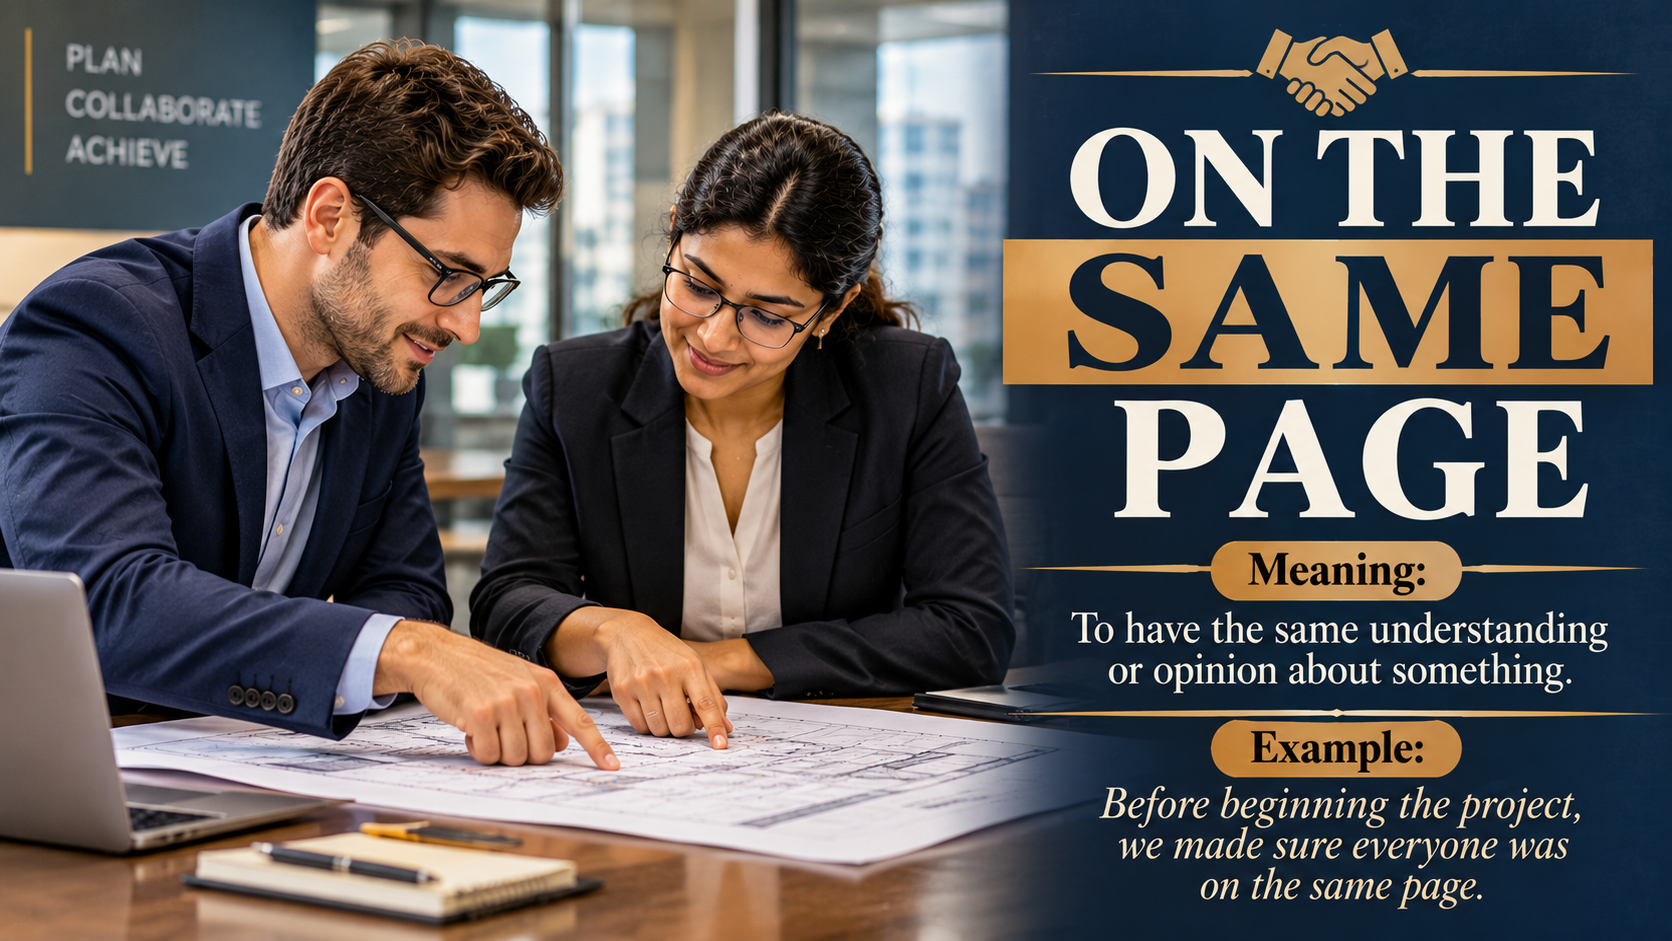 PLAN
COLLABORATE
ACHIEVE
ON THE
SAME
PAGE
Meaning:
To have the same understanding
or opinion about something.
Example:
Before beginning the project,
we made sure everyone was
on the same page.